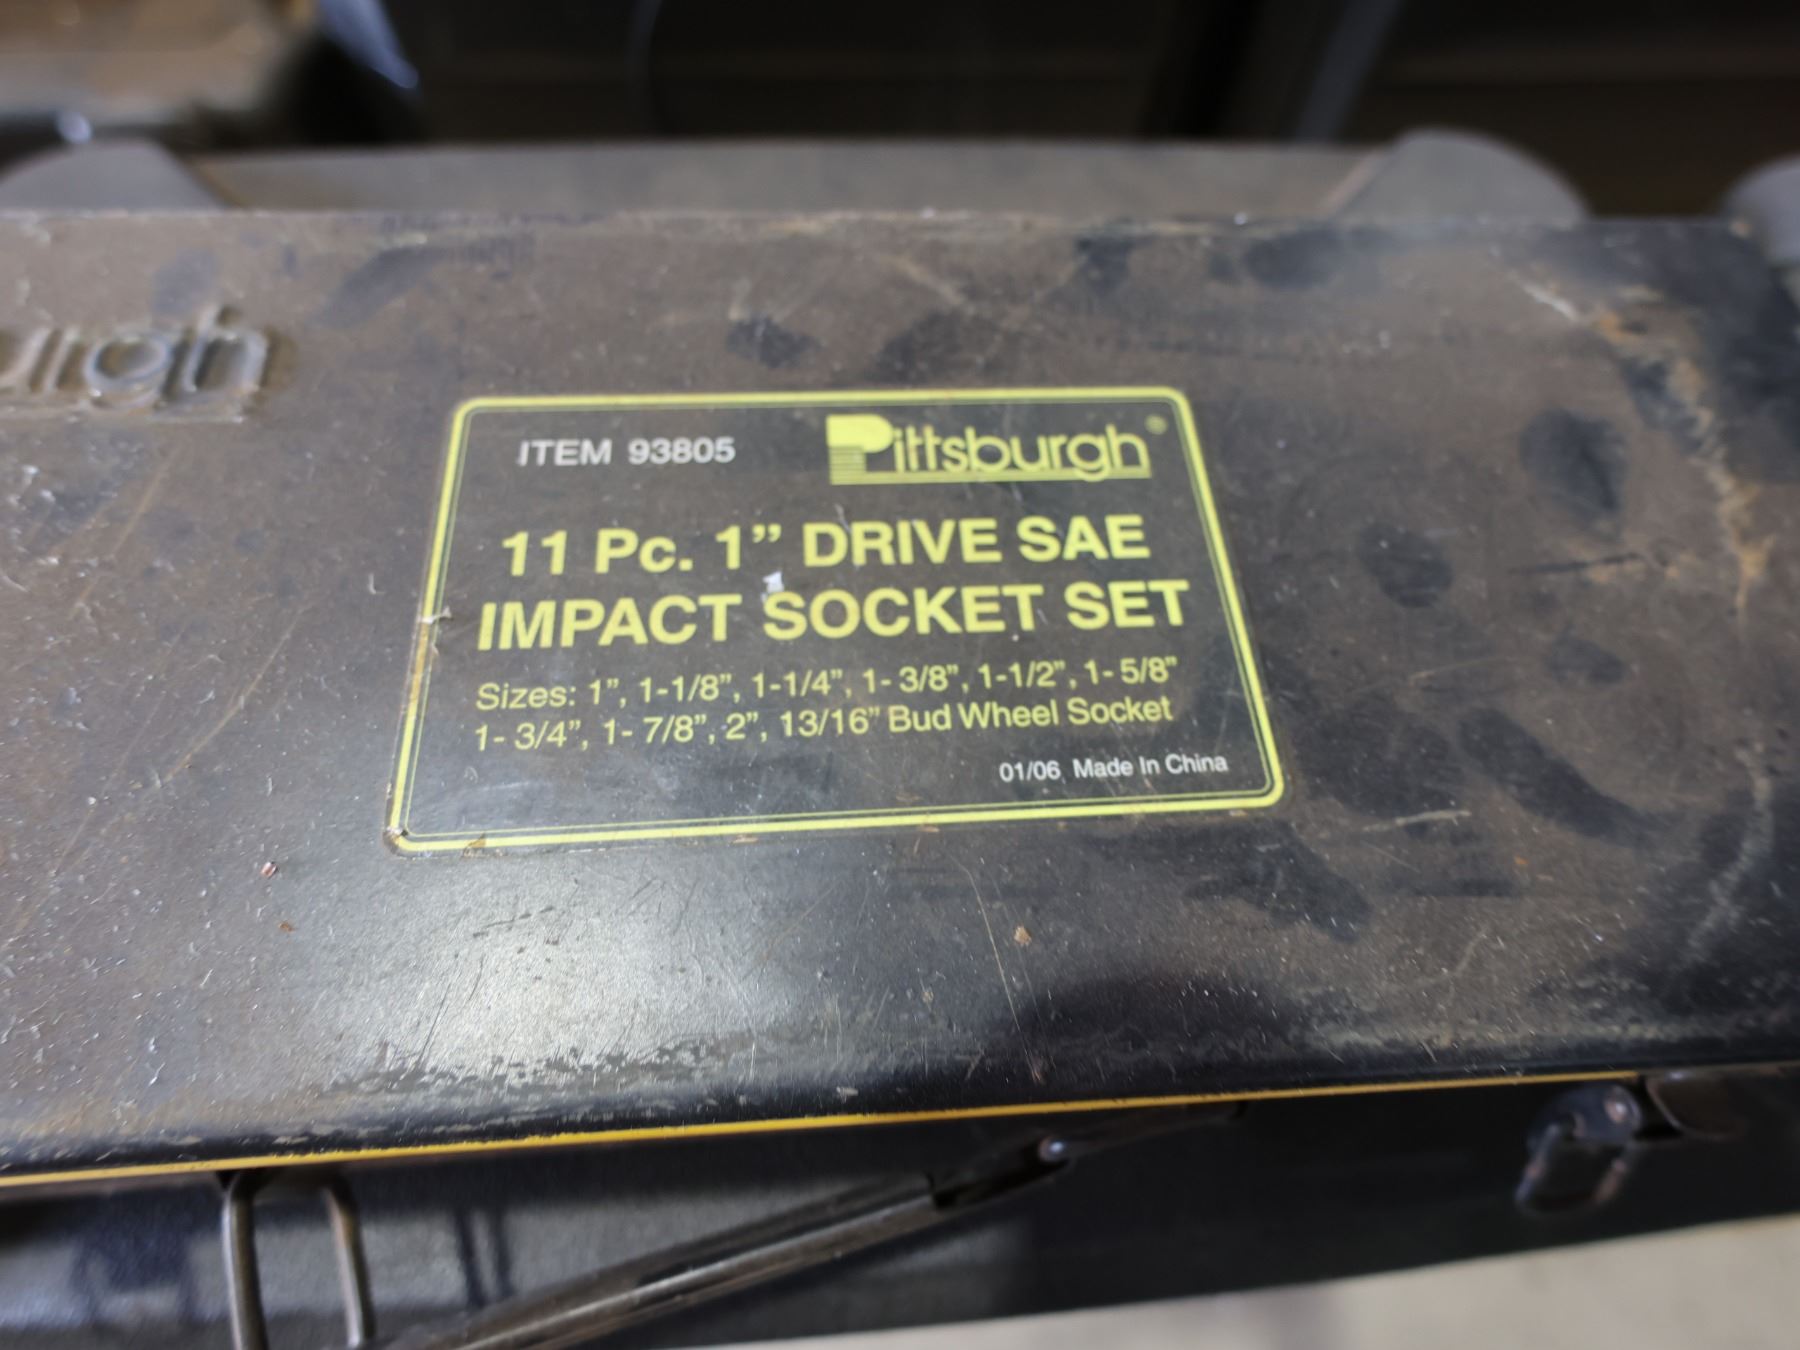 urgh
ITEM 93805 Pittsburgh®
11 Pc. 1” DRIVE SAE
IMPACT SOCKET SET
Sizes: 1”, 1-1/8”, 1-1/4”, 1- 3/8”, 1-1/2”, 1- 5/8”
1- 3/4”, 1- 7/8”, 2”, 13/16” Bud Wheel Socket
01/06 Made In China